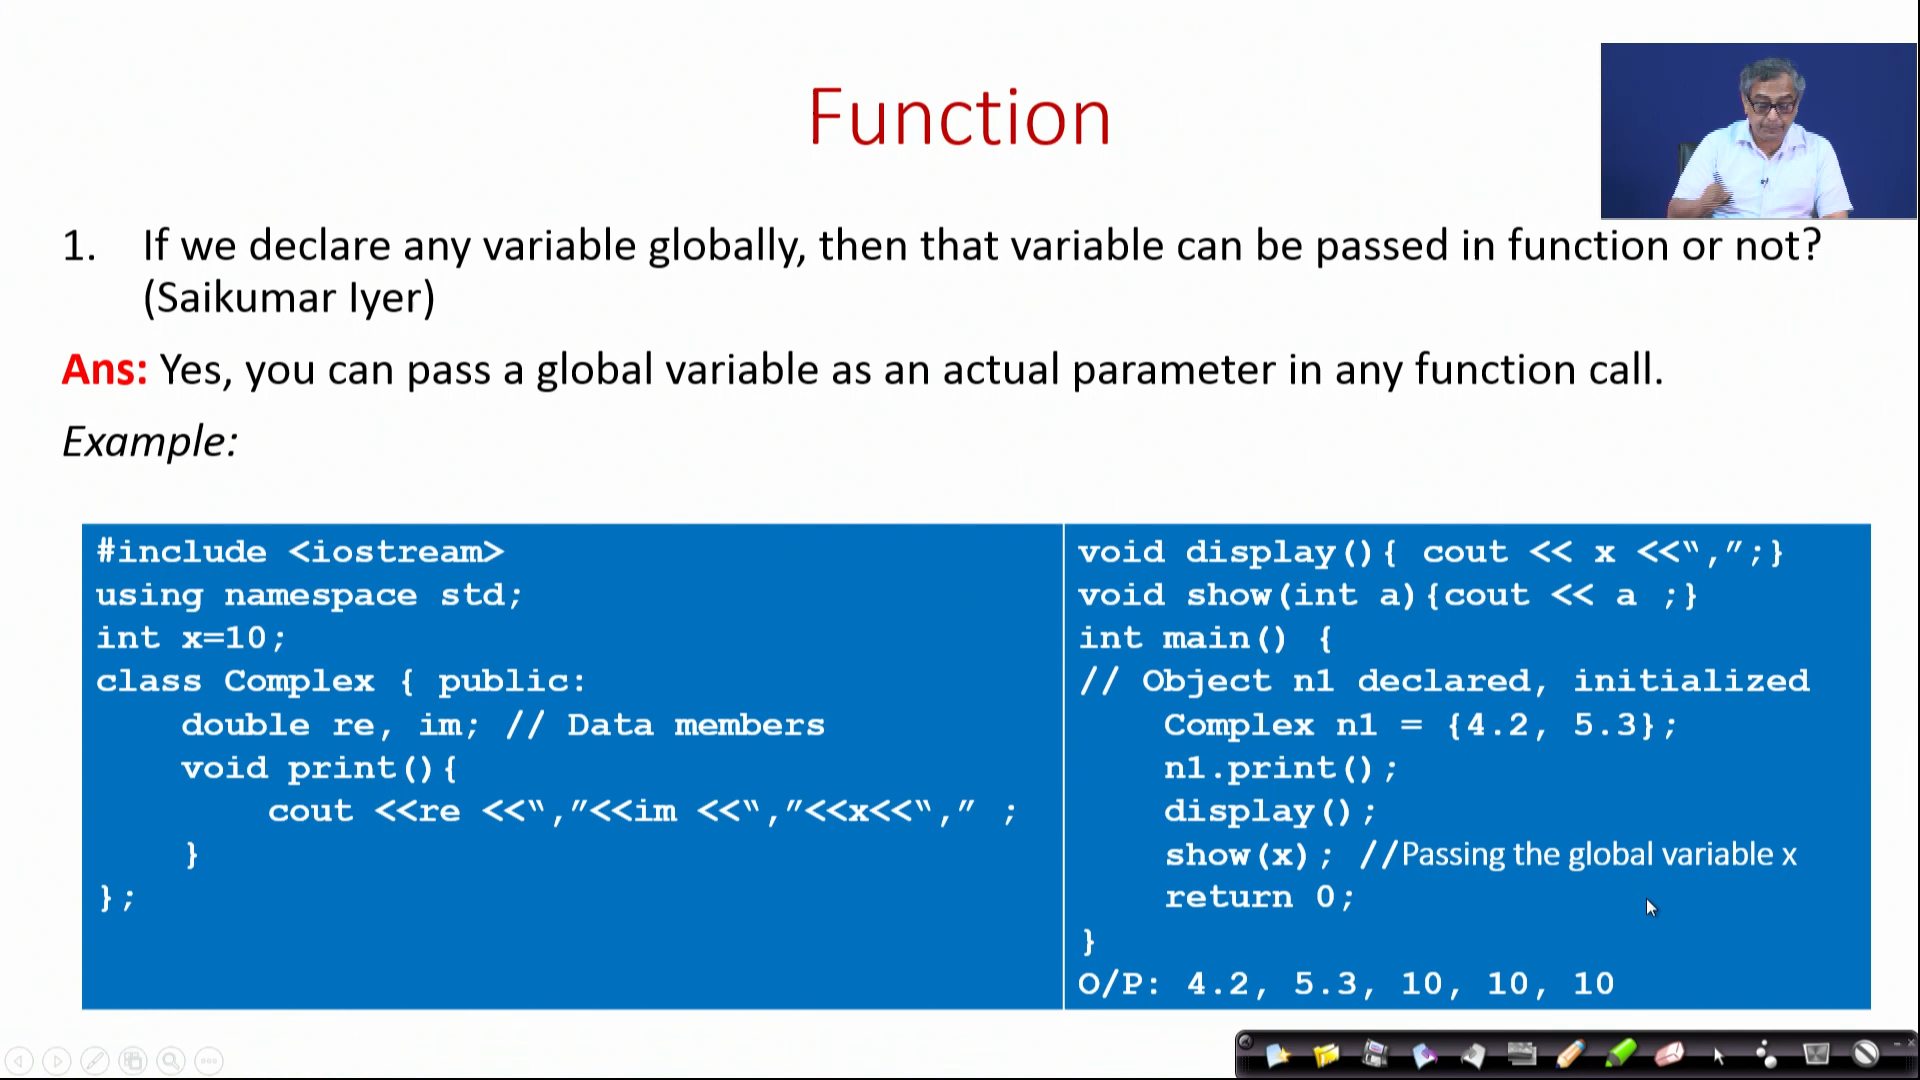 Function
1. If we declare any variable globally, then that variable can be passed in function or not?
(Saikumar Iyer)
Ans: Yes, you can pass a global variable as an actual parameter in any function call.
Example:
#include <iostream>
using namespace std;
int x=10;
class Complex { public:
double re, im; // Data members
void print(){
cout <<re <<“,”<<im <<“,”<<x<<“,” ;
}
};
void display(){ cout << x <<“,”;}
void show(int a){cout << a ;}
int main() {
// Object n1 declared, initialized
Complex n1 = {4.2, 5.3};
n1.print();
display();
show(x); //Passing the global variable x
return 0;
}
O/P: 4.2, 5.3, 10, 10, 10